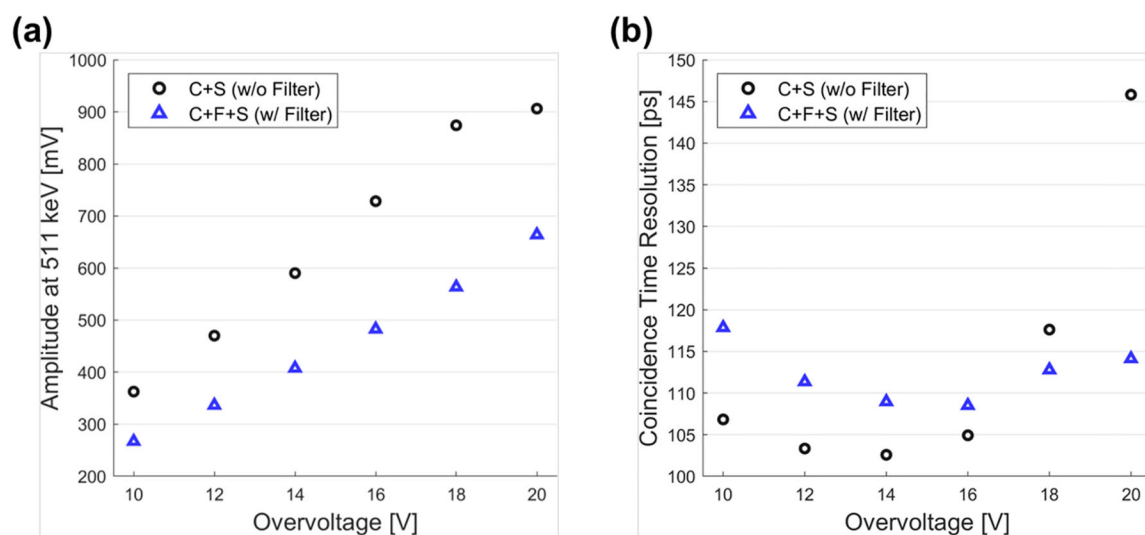 (a)
Amplitude at 511 keV [mV]
1000
900
800
700
600
500
400
300
200
C+S (w/o Filter)
C+F+S (w/ Filter)
10 12 14 16 18 20
Overvoltage [V]
(b)
Coincidence Time Resolution [ps]
150
145
140
135
130
125
120
115
110
105
100
C+S (w/o Filter)
C+F+S (w/ Filter)
10 12 14 16 18 20
Overvoltage [V]